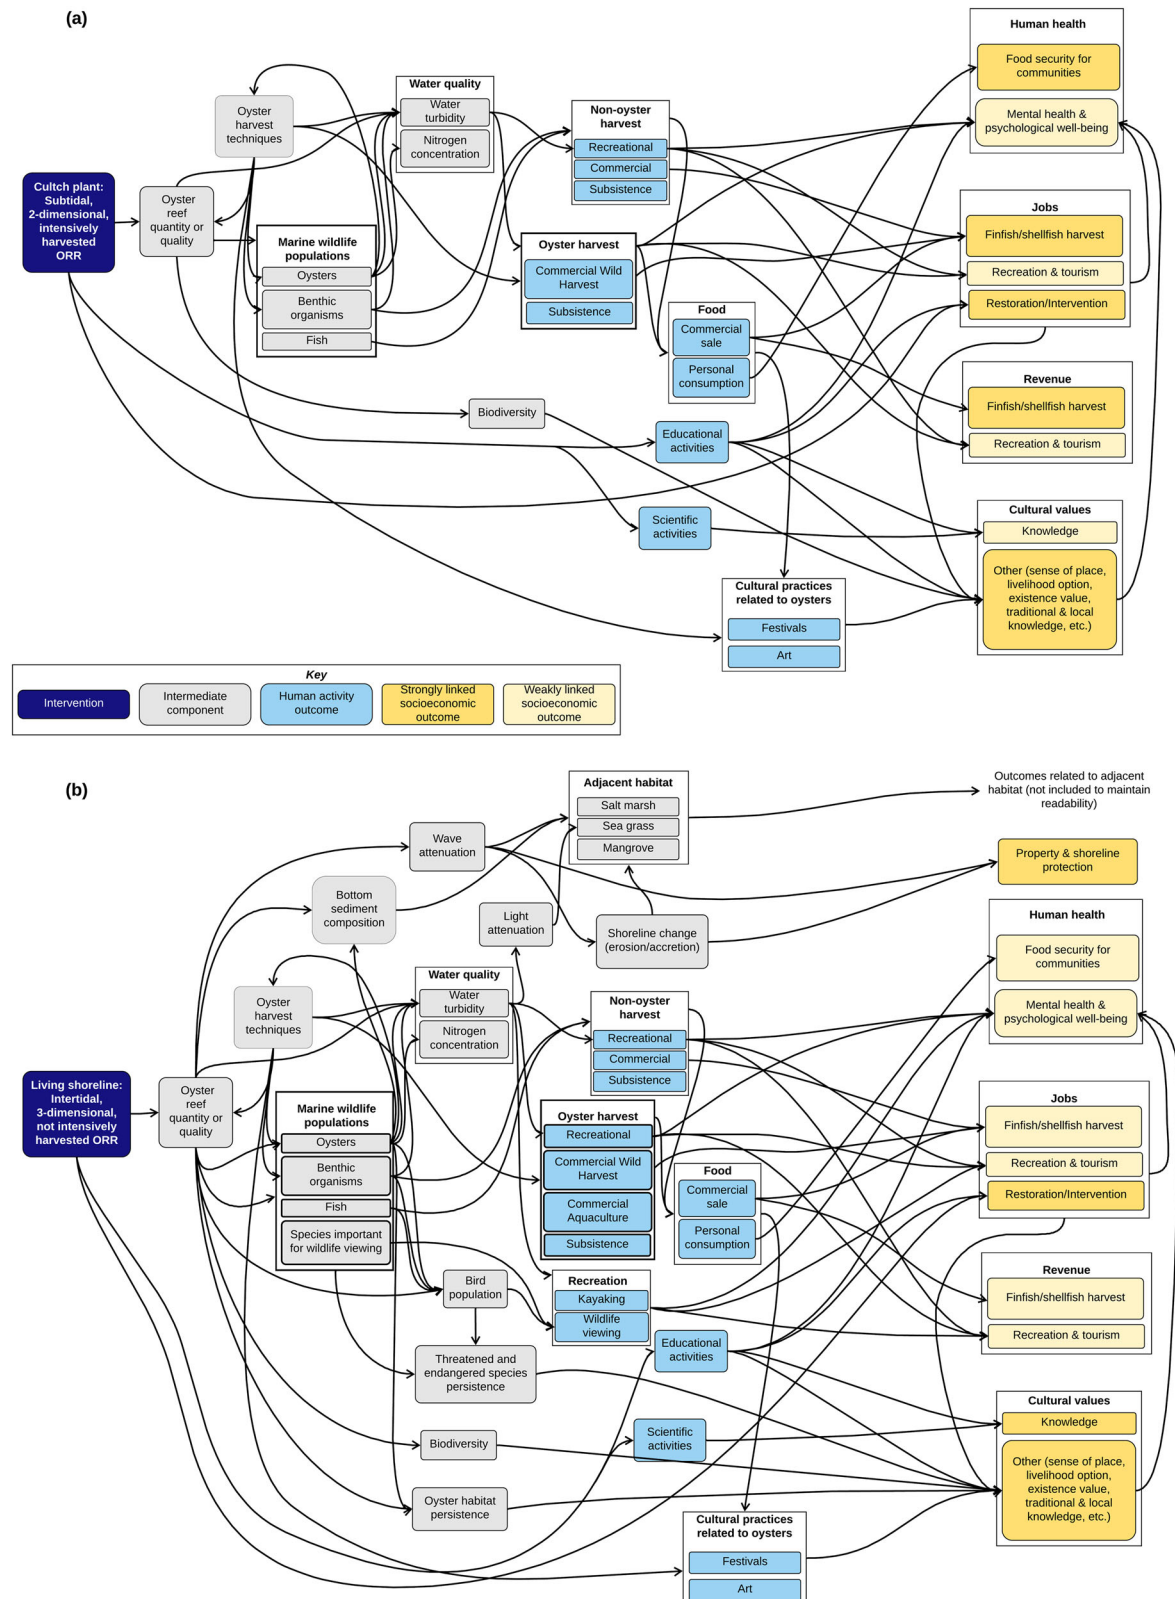 (a)
Human health
Food security for
communities
Mental health &
psychological well-being
Water quality
Water
turbidity
Nitrogen
concentration
Oyster
harvest
techniques
Non-oyster
harvest
Recreational
Commercial
Subsistence
Cultch plant:
Subtidal,
2-dimensional,
intensively
harvested
ORR
Oyster
reef
quantity or
quality
Marine wildlife
populations
Oysters
Benthic
organisms
Fish
Oyster harvest
Commercial Wild
Harvest
Subsistence
Jobs
Finfish/shellfish harvest
Recreation & tourism
Restoration/Intervention
Food
Commercial
sale
Personal
consumption
Revenue
Finfish/shellfish harvest
Recreation & tourism
Biodiversity
Educational
activities
Scientific
activities
Cultural values
Knowledge
Other (sense of place,
livelihood option,
existence value,
traditional & local
knowledge, etc.)
Cultural practices
related to oysters
Festivals
Art
Key
Intervention
Intermediate
component
Human activity
outcome
Strongly linked
socioeconomic
outcome
Weakly linked
socioeconomic
outcome
(b)
Adjacent habitat
Salt marsh
Sea grass
Mangrove
Outcomes related to adjacent
habitat (not included to maintain
readability)
Wave
attenuation
Property & shoreline
protection
Bottom
sediment
composition
Light
attenuation
Shoreline change
(erosion/accretion)
Human health
Food security for
communities
Mental health &
psychological well-being
Water quality
Water
turbidity
Nitrogen
concentration
Oyster
harvest
techniques
Non-oyster
harvest
Recreational
Commercial
Subsistence
Living shoreline:
Intertidal,
3-dimensional,
not intensively
harvested ORR
Oyster
reef
quantity or
quality
Marine wildlife
populations
Oysters
Benthic
organisms
Fish
Species important
for wildlife viewing
Oyster harvest
Recreational
Commercial Wild
Harvest
Commercial
Aquaculture
Subsistence
Jobs
Finfish/shellfish harvest
Recreation & tourism
Restoration/Intervention
Food
Commercial
sale
Personal
consumption
Bird
population
Recreation
Kayaking
Wildlife
viewing
Revenue
Finfish/shellfish harvest
Recreation & tourism
Threatened and
endangered species
persistence
Educational
activities
Biodiversity
Scientific
activities
Cultural values
Knowledge
Other (sense of place,
livelihood option,
existence value,
traditional & local
knowledge, etc.)
Oyster habitat
persistence
Cultural practices
related to oysters
Festivals
Art